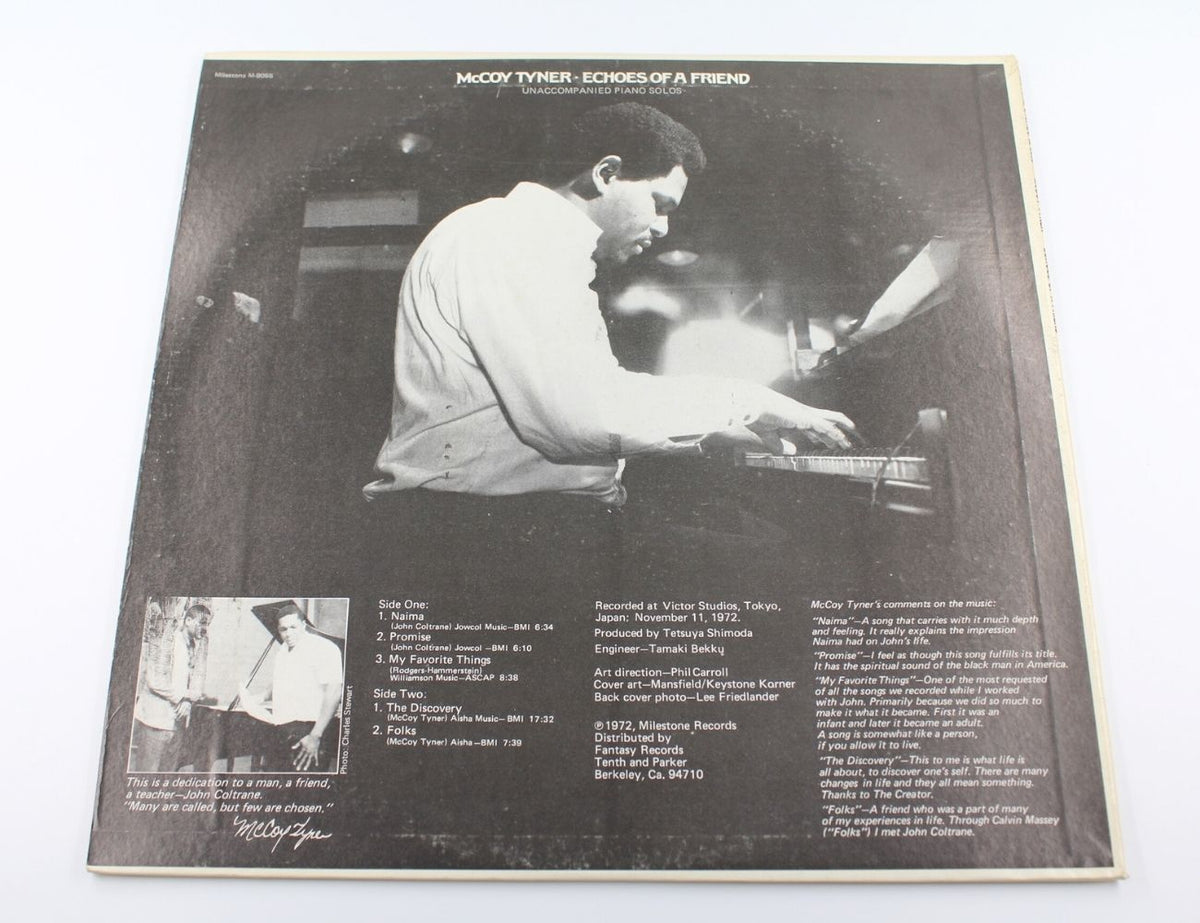 Milestone M-9055
McCOY TYNER · ECHOES OF A FRIEND
UNACCOMPANIED PIANO SOLOS
Photo: Charles Stewart
This is a dedication to a man, a friend,
a teacher—John Coltrane.
"Many are called, but few are chosen."
McCoy Tyner
Side One:
1. Naima
(John Coltrane) Jowcol Music—BMI 6:34
2. Promise
(John Coltrane) Jowcol —BMI 6:10
3. My Favorite Things
(Rodgers-Hammerstein)
Williamson Music—ASCAP 8:38
Side Two:
1. The Discovery
(McCoy Tyner) Aisha Music— BMI 17:32
2. Folks
(McCoy Tyner) Aisha—BMI 7:39
Recorded at Victor Studios, Tokyo,
Japan: November 11, 1972.
Produced by Tetsuya Shimoda
Engineer—Tamaki Bekku
Art direction—Phil Carroll
Cover art—Mansfield/Keystone Korner
Back cover photo—Lee Friedlander
℗1972, Milestone Records
Distributed by
Fantasy Records
Tenth and Parker
Berkeley, Ca. 94710
McCoy Tyner's comments on the music:
"Naima"—A song that carries with it much depth
and feeling. It really explains the impression
Naima had on John's life.
"Promise"—I feel as though this song fulfills its title.
It has the spiritual sound of the black man in America.
"My Favorite Things"—One of the most requested
of all the songs we recorded while I worked
with John. Primarily because we did so much to
make it what it became. First it was an
infant and later it became an adult.
A song is somewhat like a person,
if you allow it to live.
"The Discovery"—This to me is what life is
all about, to discover one's self. There are many
changes in life and they all mean something.
Thanks to The Creator.
"Folks"—A friend who was a part of many
of my experiences in life. Through Calvin Massey
("Folks") I met John Coltrane.